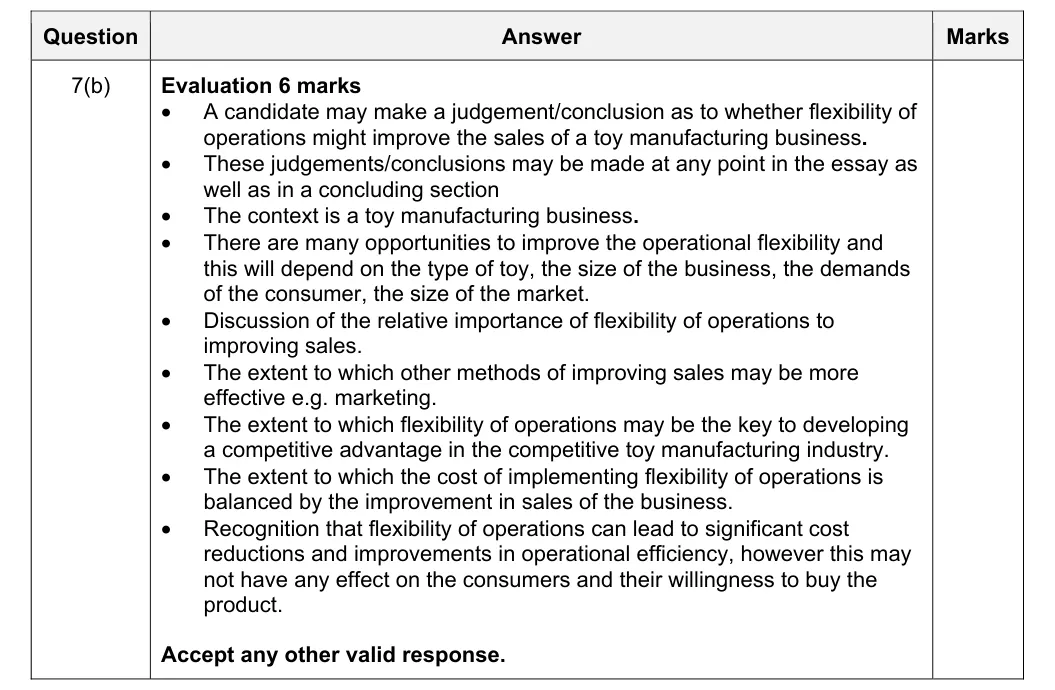 Question Answer Marks
7(b) Evaluation 6 marks
• A candidate may make a judgement/conclusion as to whether flexibility of
operations might improve the sales of a toy manufacturing business.
• These judgements/conclusions may be made at any point in the essay as
well as in a concluding section
• The context is a toy manufacturing business.
• There are many opportunities to improve the operational flexibility and
this will depend on the type of toy, the size of the business, the demands
of the consumer, the size of the market.
• Discussion of the relative importance of flexibility of operations to
improving sales.
• The extent to which other methods of improving sales may be more
effective e.g. marketing.
• The extent to which flexibility of operations may be the key to developing
a competitive advantage in the competitive toy manufacturing industry.
• The extent to which the cost of implementing flexibility of operations is
balanced by the improvement in sales of the business.
• Recognition that flexibility of operations can lead to significant cost
reductions and improvements in operational efficiency, however this may
not have any effect on the consumers and their willingness to buy the
product.
Accept any other valid response.